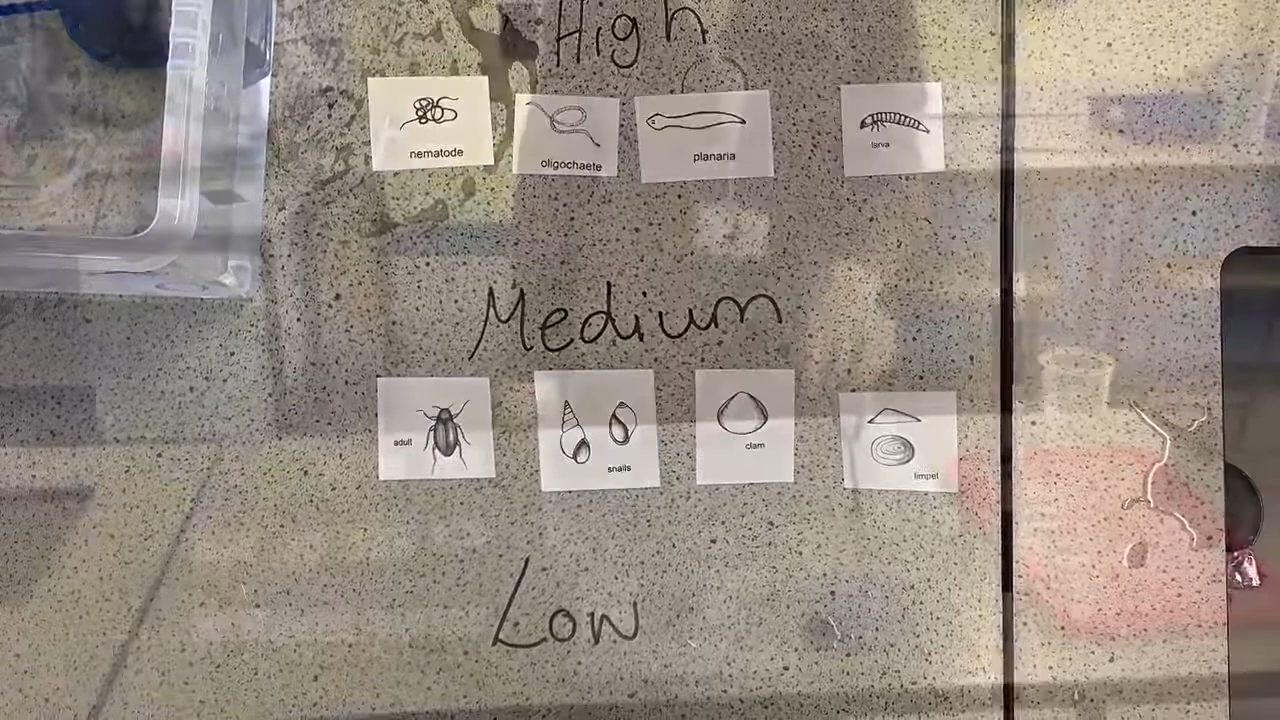 High
nematode
oligochaete
planaria
larva
Medium
adult
snails
clam
limpet
Low